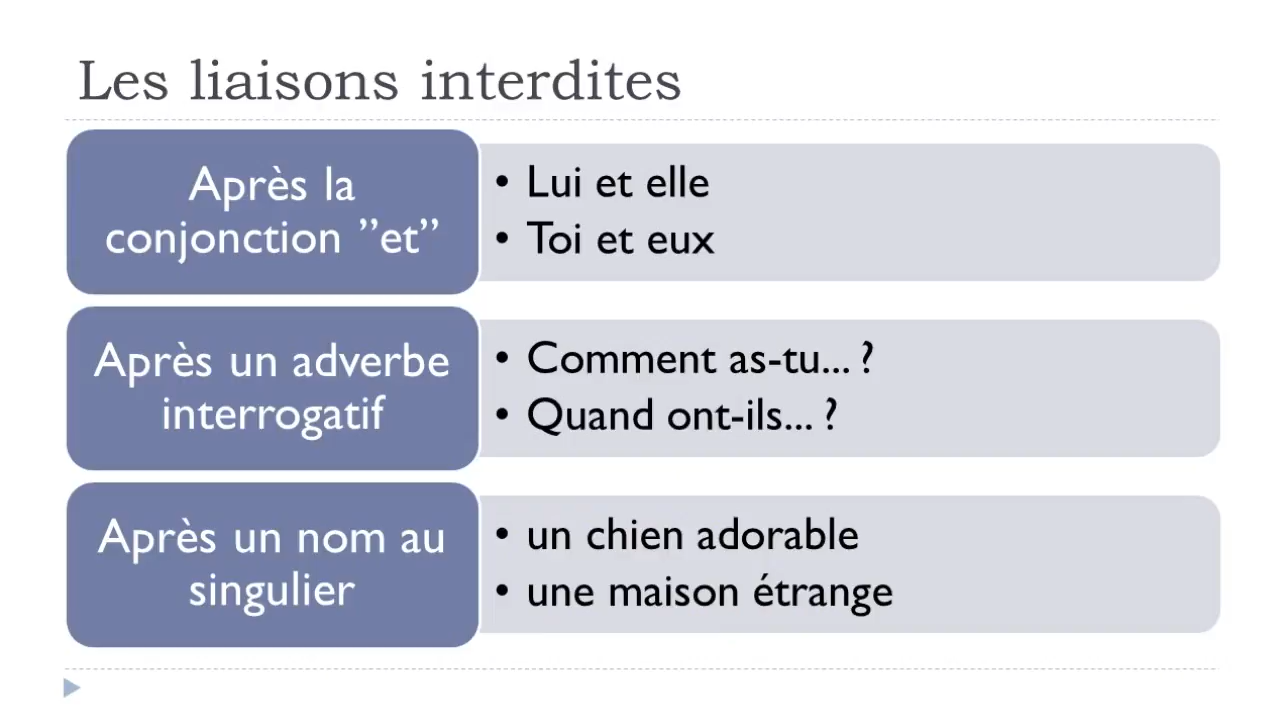 Les liaisons interdites
Après la
conjonction ”et”
• Lui et elle
• Toi et eux
Après un adverbe
interrogatif
• Comment as-tu... ?
• Quand ont-ils... ?
Après un nom au
singulier
• un chien adorable
• une maison étrange